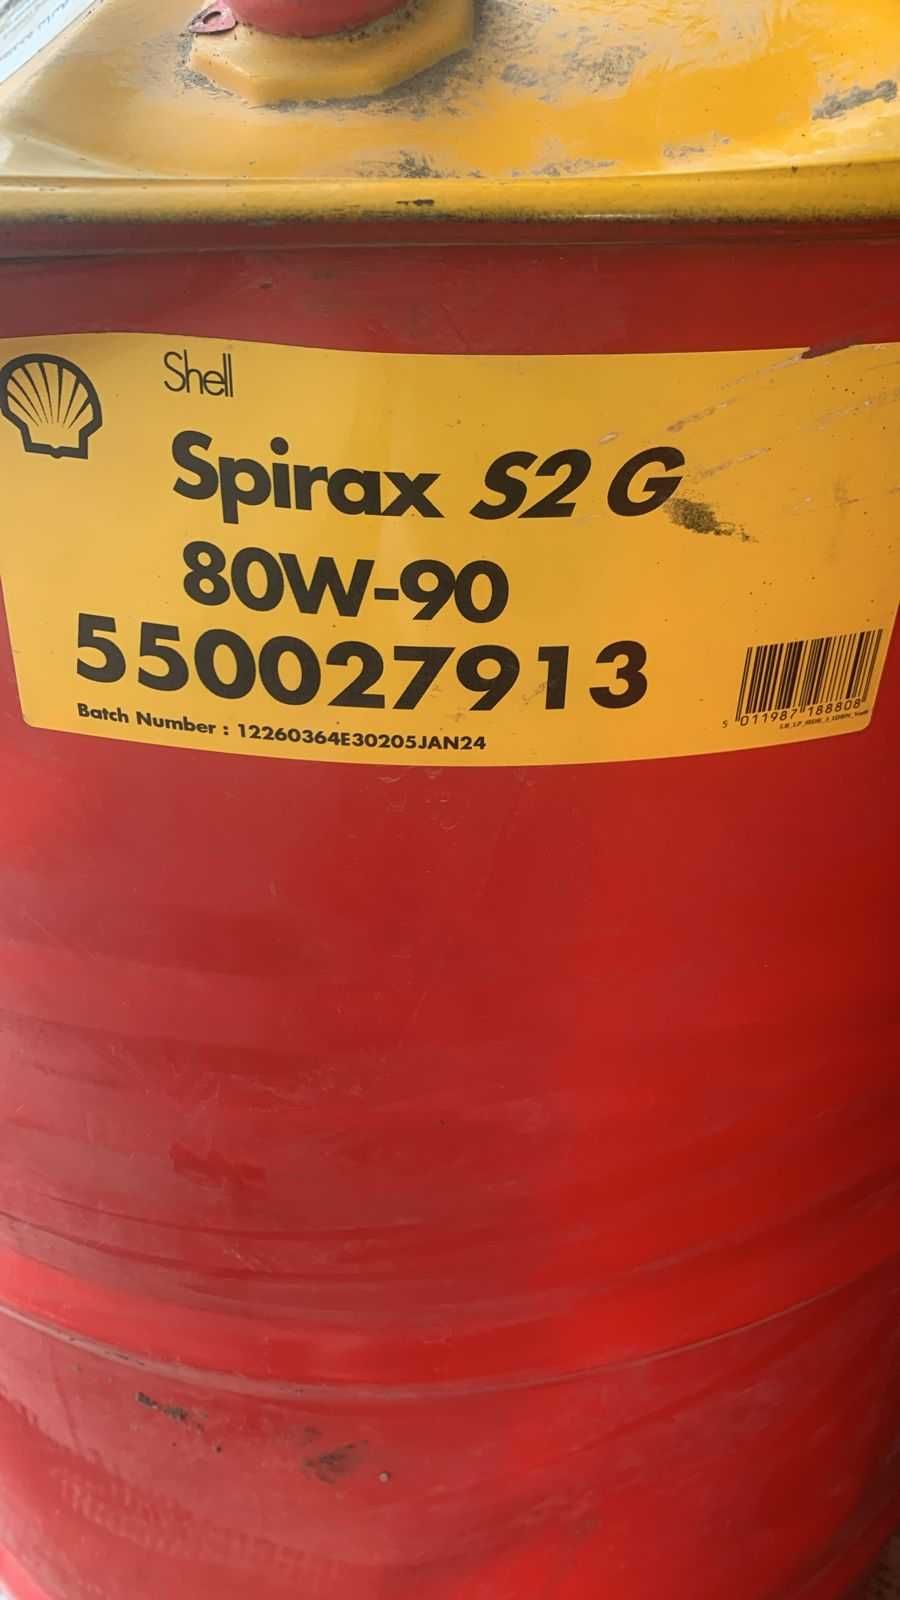 Shell
Spirax S2 G
80W-90
550027913
Batch Number : 12260364E30205JAN24
5 011987 188808